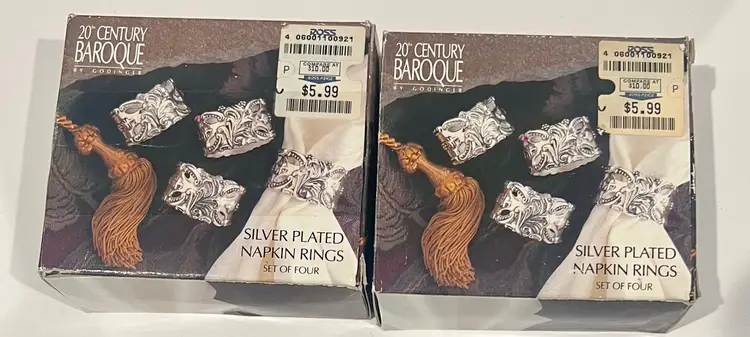 20TH CENTURY
BAROQUE
BY GODINGER
ROSS
4 06001100921
P
COMPARE AT
$10.00
$5.99
SILVER PLATED
NAPKIN RINGS
SET OF FOUR
20TH CENTURY
BAROQUE
BY GODINGER
ROSS
4 06001100921
COMPARE AT
$10.00
P
$5.99
SILVER PLATED
NAPKIN RINGS
SET OF FOUR